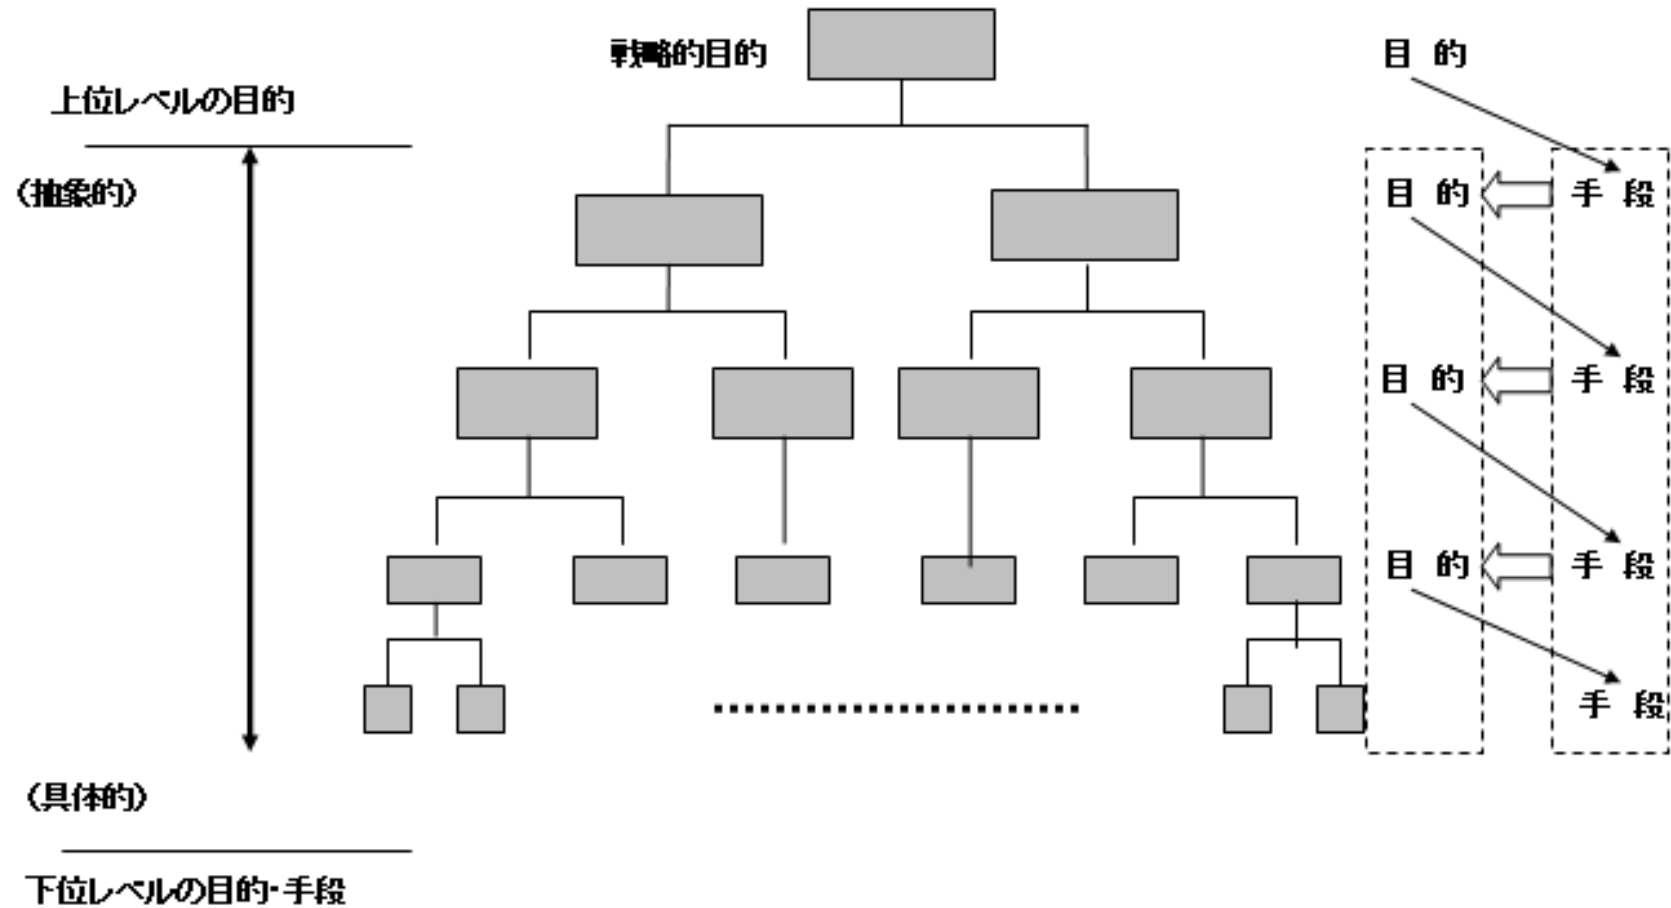 戦略的目的
目 的
上位レベルの目的
(抽象的)
目 的
手 段
目 的
手 段
目 的
手 段
手 段
(具体的)
下位レベルの目的・手段